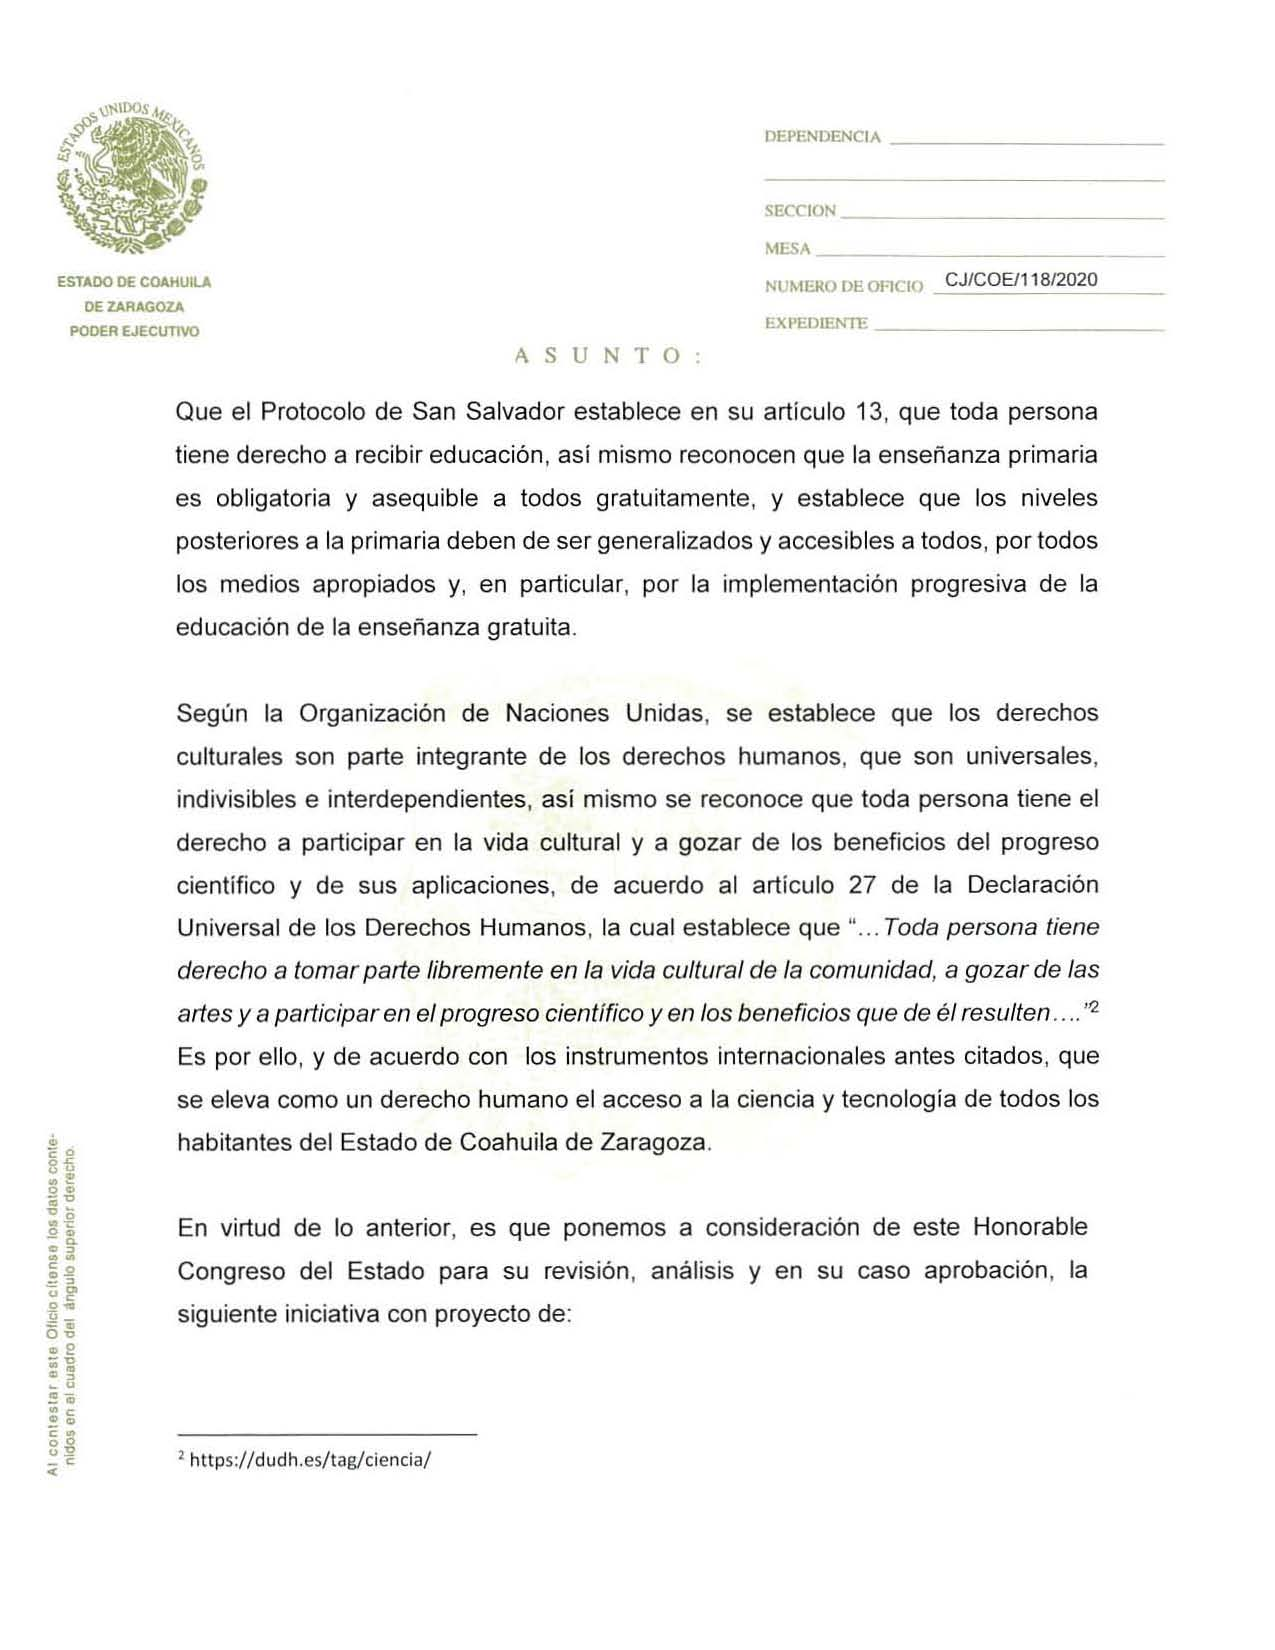 ESTADOS UNIDOS MEXICANOS
ESTADO DE COAHUILA
DE ZARAGOZA
PODER EJECUTIVO
DEPENDENCIA
SECCION
MESA
NUMERO DE OFICIO CJ/COE/118/2020
EXPEDIENTE
A S U N T O :
Que el Protocolo de San Salvador establece en su artículo 13, que toda persona
tiene derecho a recibir educación, así mismo reconocen que la enseñanza primaria
es obligatoria y asequible a todos gratuitamente, y establece que los niveles
posteriores a la primaria deben de ser generalizados y accesibles a todos, por todos
los medios apropiados y, en particular, por la implementación progresiva de la
educación de la enseñanza gratuita.
Según la Organización de Naciones Unidas, se establece que los derechos
culturales son parte integrante de los derechos humanos, que son universales,
indivisibles e interdependientes, así mismo se reconoce que toda persona tiene el
derecho a participar en la vida cultural y a gozar de los beneficios del progreso
científico y de sus aplicaciones, de acuerdo al artículo 27 de la Declaración
Universal de los Derechos Humanos, la cual establece que “...Toda persona tiene
derecho a tomar parte libremente en la vida cultural de la comunidad, a gozar de las
artes y a participar en el progreso científico y en los beneficios que de él resulten....”²
Es por ello, y de acuerdo con los instrumentos internacionales antes citados, que
se eleva como un derecho humano el acceso a la ciencia y tecnología de todos los
habitantes del Estado de Coahuila de Zaragoza.
En virtud de lo anterior, es que ponemos a consideración de este Honorable
Congreso del Estado para su revisión, análisis y en su caso aprobación, la
siguiente iniciativa con proyecto de:
² https://dudh.es/tag/ciencia/
Al contestar este Oficio cítense los datos conte-
nidos en el cuadro del ángulo superior derecho.